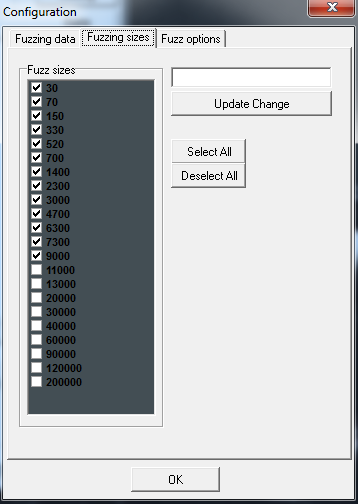 Configuration
Fuzzing data
Fuzzing sizes
Fuzz options
Fuzz sizes
30
70
150
330
520
700
1400
2300
3000
4700
6300
7300
9000
11000
13000
20000
30000
40000
60000
90000
120000
200000
Update Change
Select All
Deselect All
OK